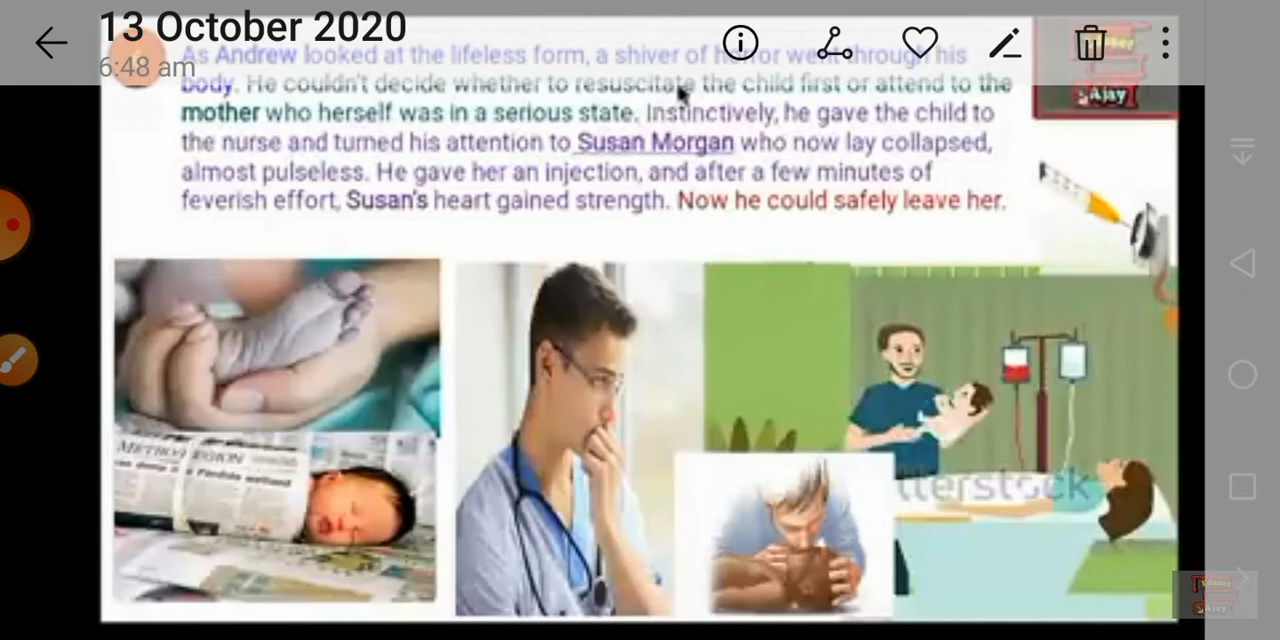 13 October 2020
6:48 am
As Andrew looked at the lifeless form, a shiver of horror went through his
body. He couldn't decide whether to resuscitate the child first or attend to the
mother who herself was in a serious state. Instinctively, he gave the child to
the nurse and turned his attention to Susan Morgan who now lay collapsed,
almost pulseless. He gave her an injection, and after a few minutes of
feverish effort, Susan's heart gained strength. Now he could safely leave her.
Ajay
tterstock
Ajay